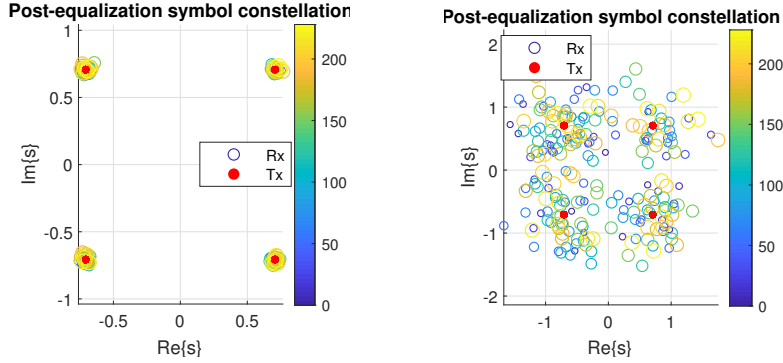 Post-equalization symbol constellation
1
0.5
0
-0.5
-1
Im{s}
-0.5
0
0.5
Re{s}
Rx
Tx
200
150
100
50
0
Post-equalization symbol constellation
2
1
0
-1
-2
Im{s}
-1
0
1
Re{s}
Rx
Tx
200
150
100
50
0